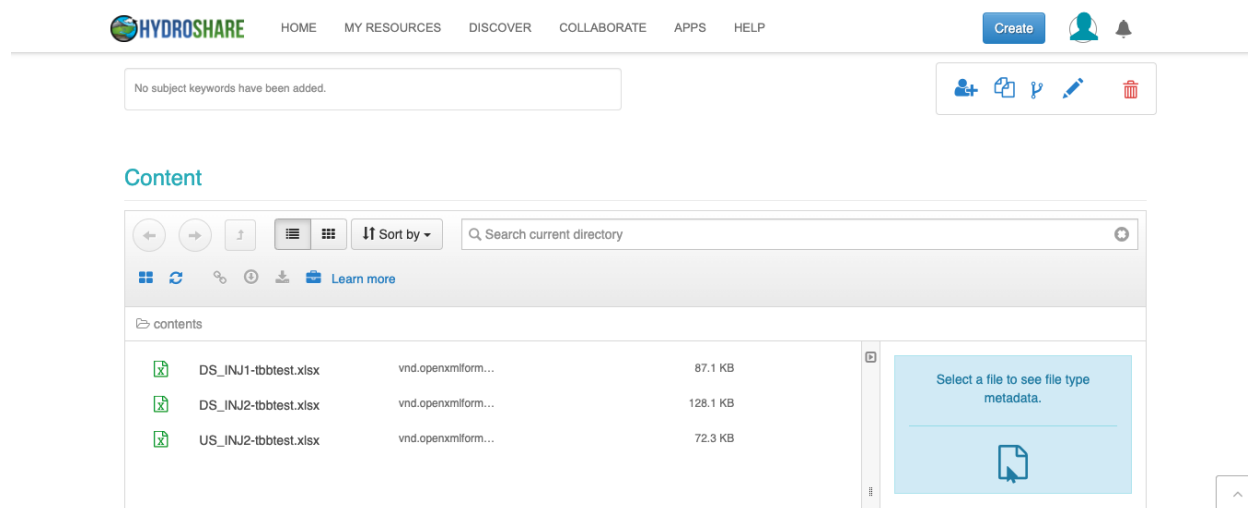 HYDROSHARE HOME MY RESOURCES DISCOVER COLLABORATE APPS HELP Create
No subject keywords have been added.
Content
Sort by
Search current directory
Learn more
contents
DS_INJ1-tbbtest.xlsx vnd.openxmlform... 87.1 KB
DS_INJ2-tbbtest.xlsx vnd.openxmlform... 128.1 KB
US_INJ2-tbbtest.xlsx vnd.openxmlform... 72.3 KB
Select a file to see file type
metadata.